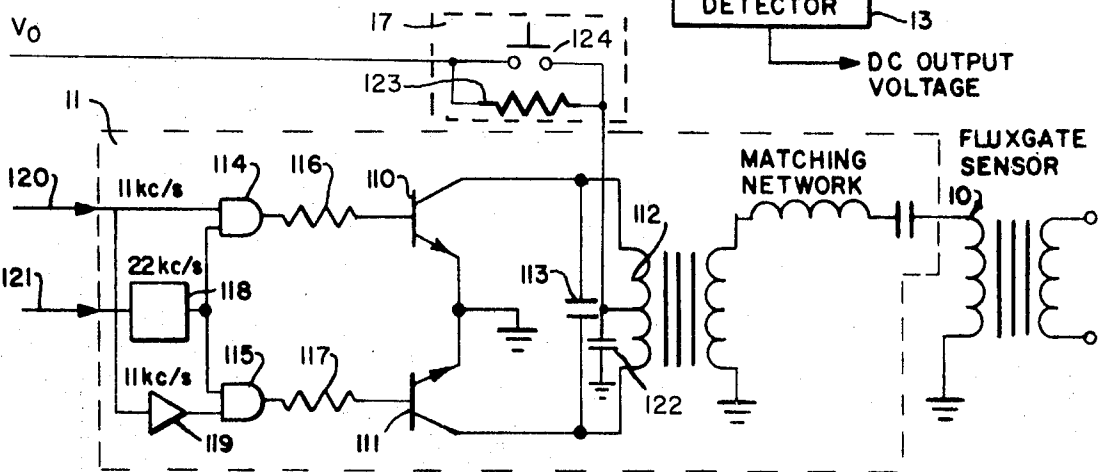 DETECTOR
13
DC OUTPUT
VOLTAGE
V0
17
124
123
11
120
11kc/s
114
116
110
MATCHING
NETWORK
FLUXGATE
SENSOR
10
112
121
22kc/s
118
113
115
117
11kc/s
119
111
122